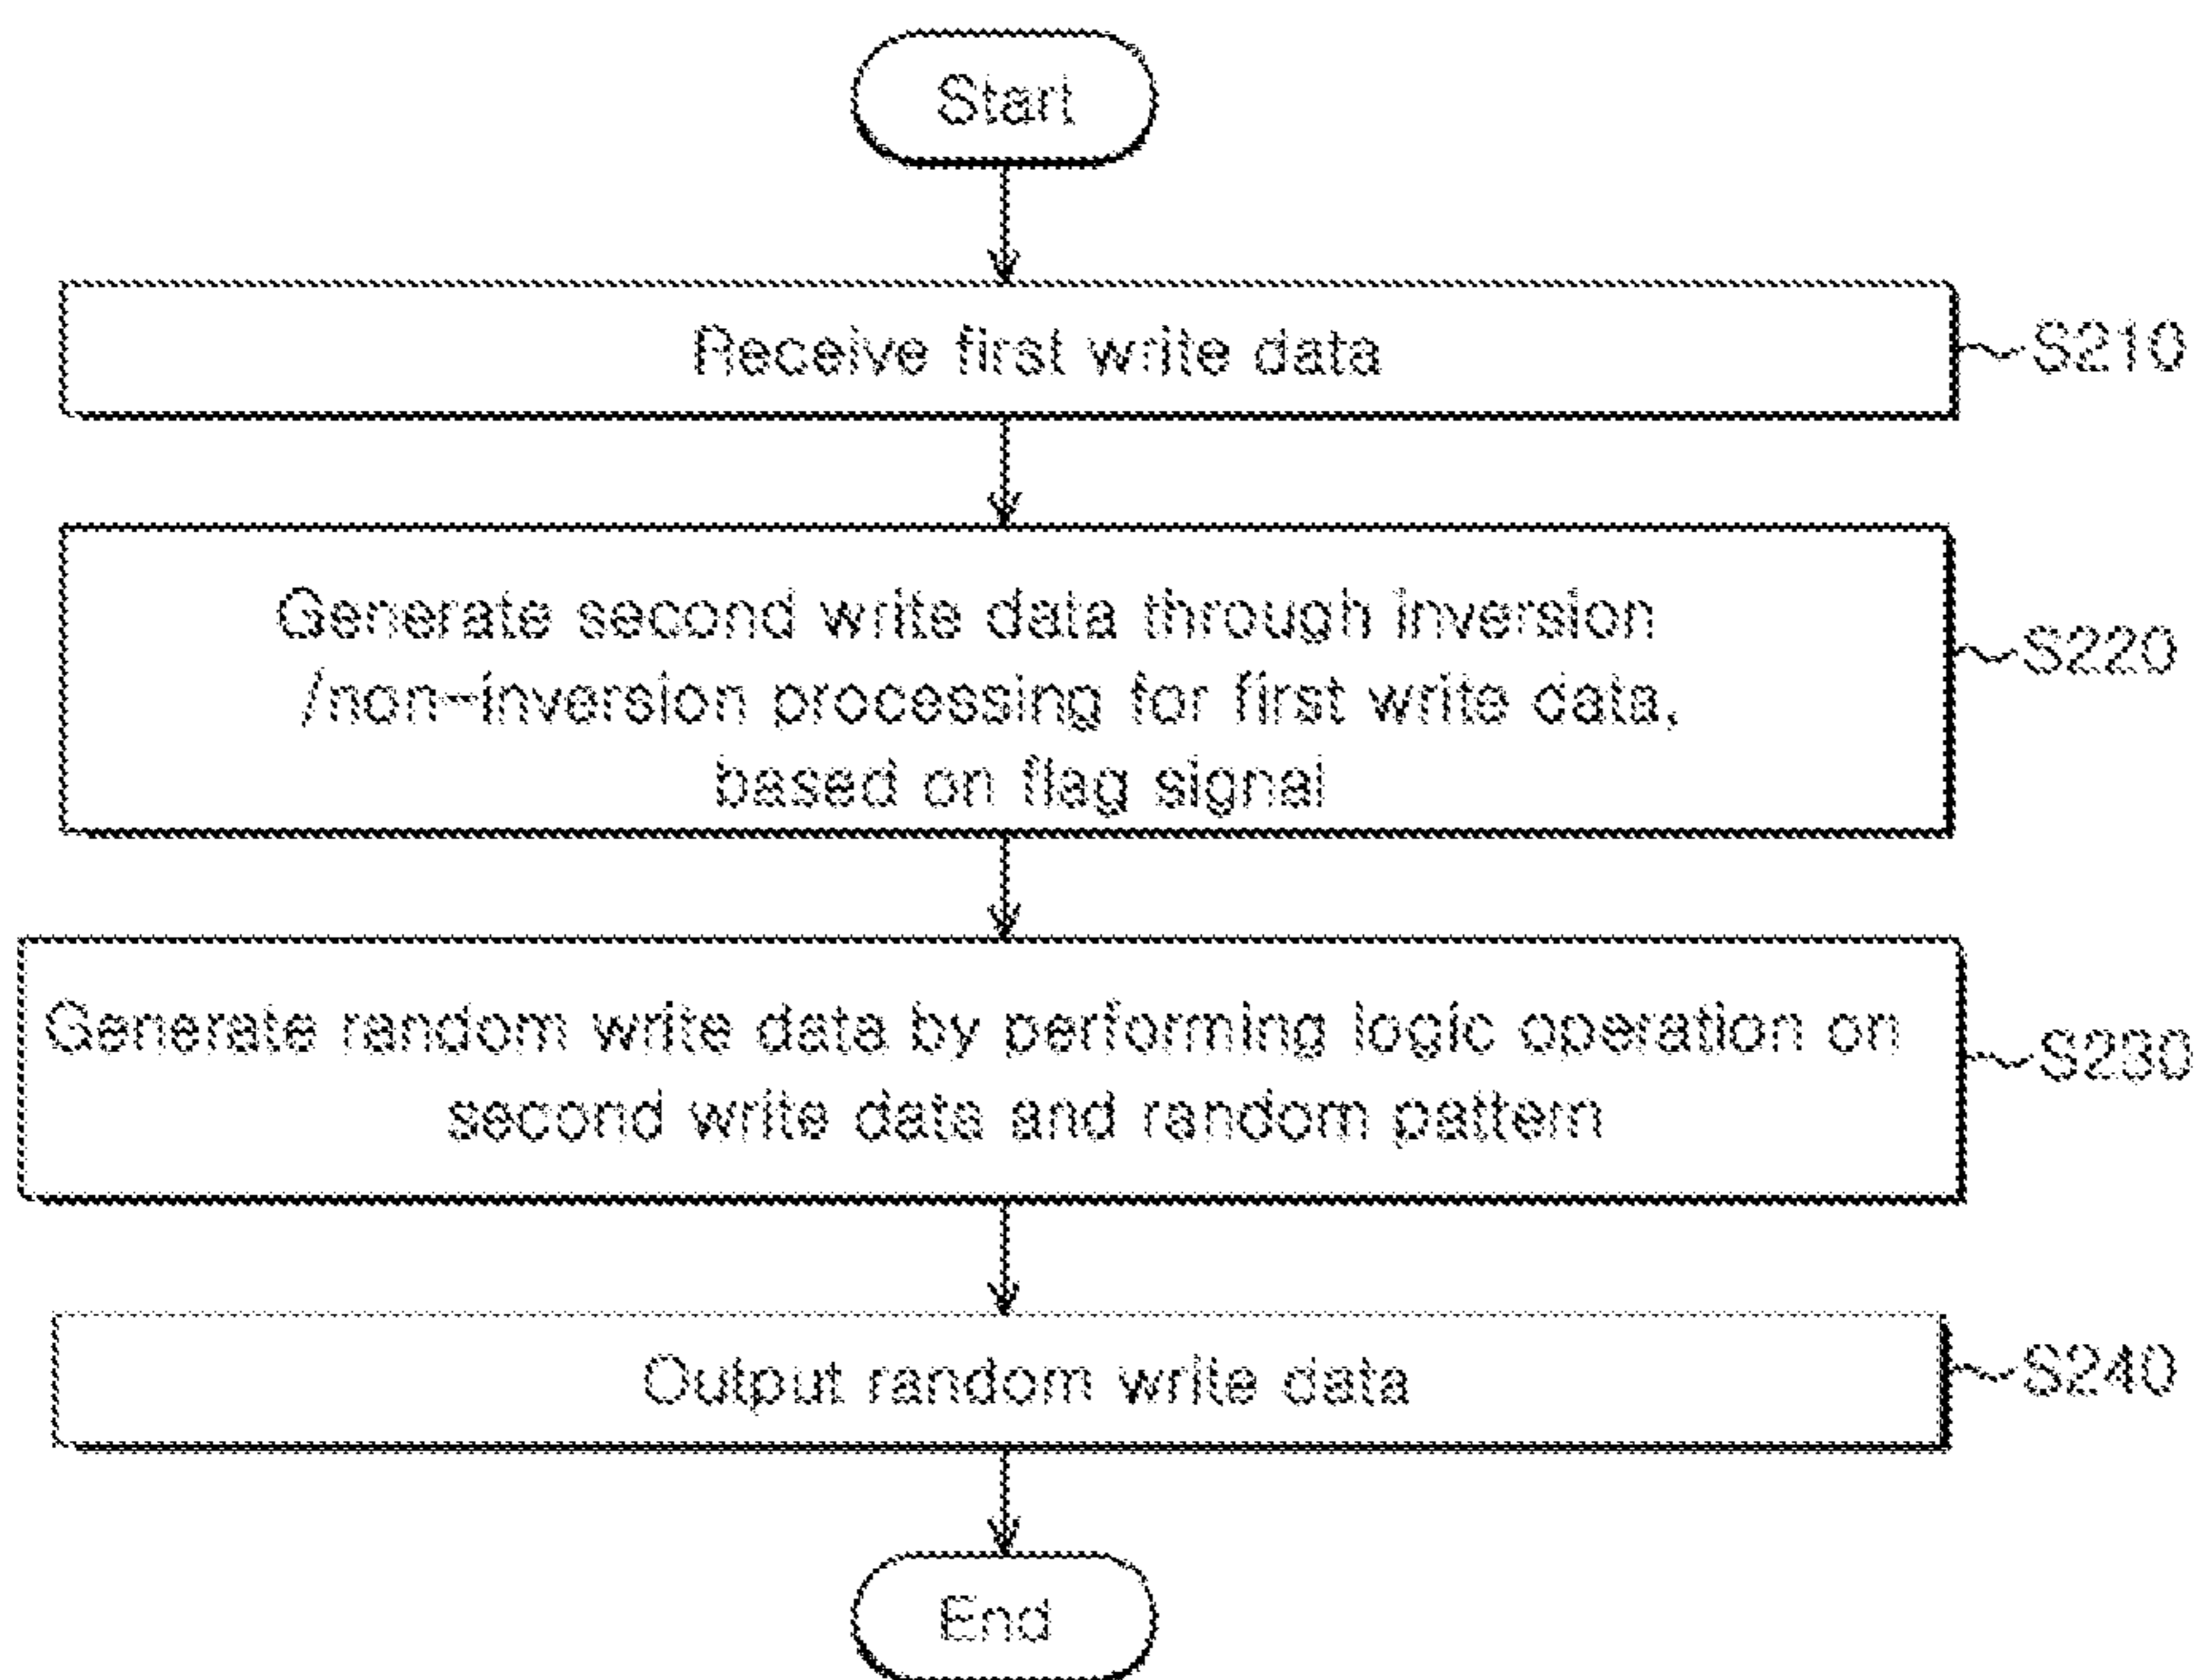 Start
Receive first write data
S210
Generate second write data through inversion
/non-inversion processing for first write data,
based on flag signal
S220
Generate random write data by performing logic operation on
second write data and random pattern
S230
Output random write data
S240
End